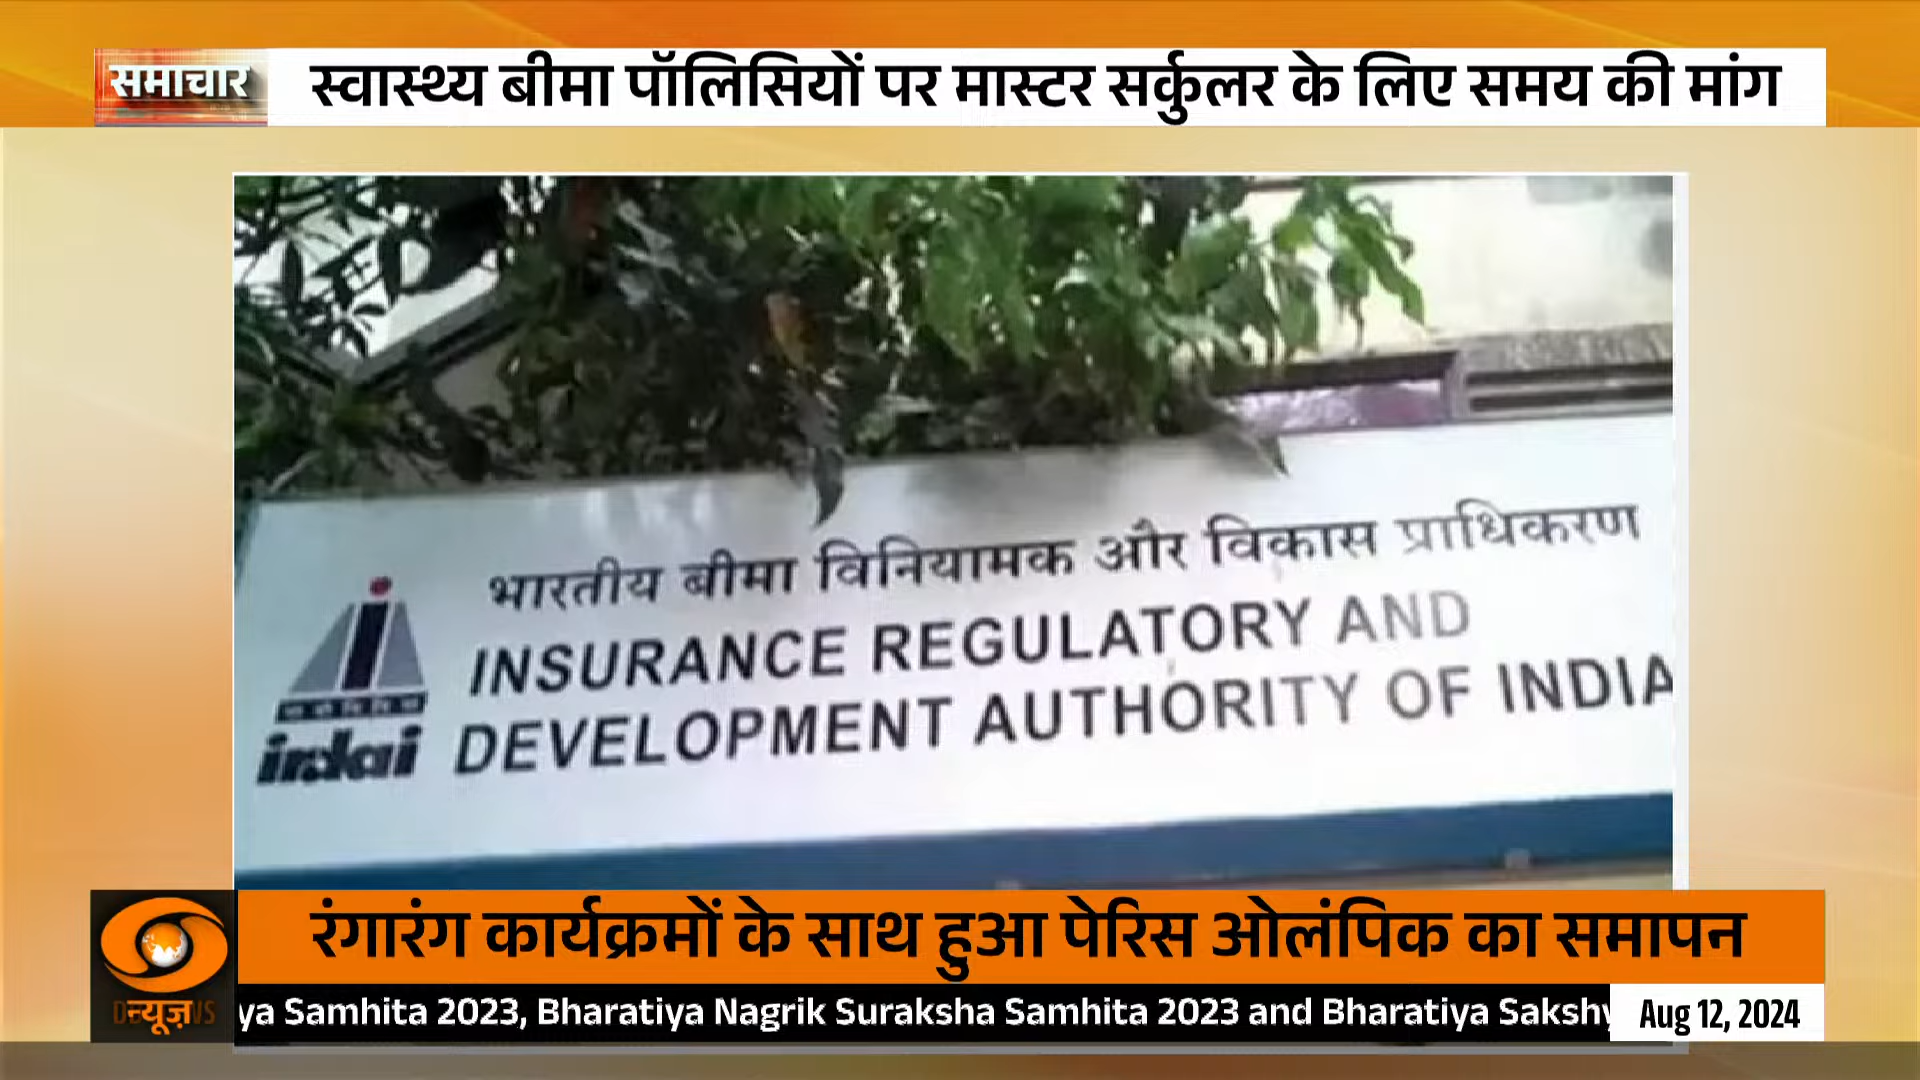 समाचार
स्वास्थ्य बीमा पॉलिसियों पर मास्टर सर्कुलर के लिए समय की मांग
भारतीय बीमा विनियामक और विकास प्राधिकरण
INSURANCE REGULATORY AND
DEVELOPMENT AUTHORITY OF INDIA
irdai
रंगारंग कार्यक्रमों के साथ हुआ पेरिस ओलंपिक का समापन
न्यूज़
ya Samhita 2023, Bharatiya Nagrik Suraksha Samhita 2023 and Bharatiya Sakshy
Aug 12, 2024